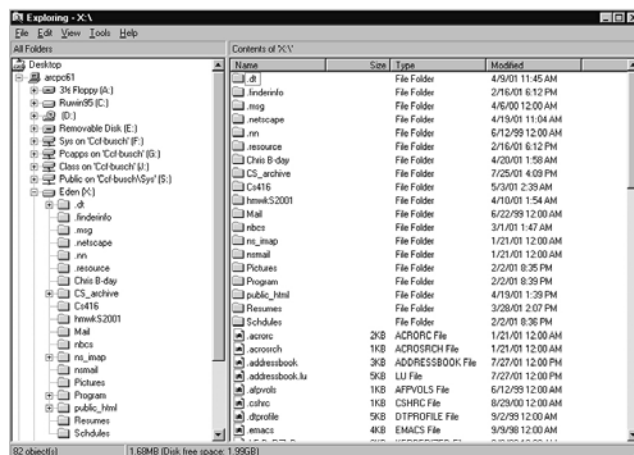 Exploring - X:\
File Edit View Tools Help
All Folders
Contents of 'X:\'
Desktop
arcpc61
3½ Floppy (A:)
Ruwin95 (C:)
(D:)
Removable Disk (E:)
Sys on 'Ccf-busch' (F:)
Pcapps on 'Ccf-busch' (G:)
Class on 'Ccf-busch' (J:)
Public on 'Ccf-busch\Sys' (S:)
Eden (X:)
.dt
.finderinfo
.msg
.netscape
.nn
.resource
Chris B-day
CS_archive
Cs416
hmwkS2001
Mail
nbcs
ns_imap
nsmail
Pictures
Program
public_html
Resumes
Schdules
Name Size Type Modified
.dt File Folder 4/9/01 11:45 AM
.finderinfo File Folder 2/16/01 6:12 PM
.msg File Folder 4/6/00 12:00 AM
.netscape File Folder 4/19/01 11:04 AM
.nn File Folder 6/12/99 12:00 AM
.resource File Folder 2/16/01 6:12 PM
Chris B-day File Folder 4/20/01 1:58 AM
CS_archive File Folder 7/25/01 4:09 PM
Cs416 File Folder 5/3/01 2:39 AM
hmwkS2001 File Folder 4/10/01 1:54 AM
Mail File Folder 6/22/99 12:00 AM
nbcs File Folder 3/1/01 1:47 AM
ns_imap File Folder 1/21/01 12:00 AM
nsmail File Folder 1/21/01 12:00 AM
Pictures File Folder 2/2/01 8:35 PM
Program File Folder 2/2/01 8:39 PM
public_html File Folder 4/19/01 1:39 PM
Resumes File Folder 3/28/01 2:07 PM
Schdules File Folder 2/2/01 8:36 PM
.acrorc 2KB ACRORC File 1/21/01 12:00 AM
.acrosrch 1KB ACROSRCH File 1/21/01 12:00 AM
.addressbook 3KB ADDRESSBOOK File 7/27/01 12:00 PM
.addressbook.lu 5KB LU File 7/27/01 12:00 PM
.afpvols 1KB AFPVOLS File 6/12/99 12:00 AM
.cshrc 1KB CSHRC File 8/29/00 12:00 AM
.dtprofile 5KB DTPROFILE File 9/2/99 12:00 AM
.emacs 4KB EMACS File 9/9/98 12:00 AM
82 object(s) 1.68MB (Disk free space: 1.99GB)